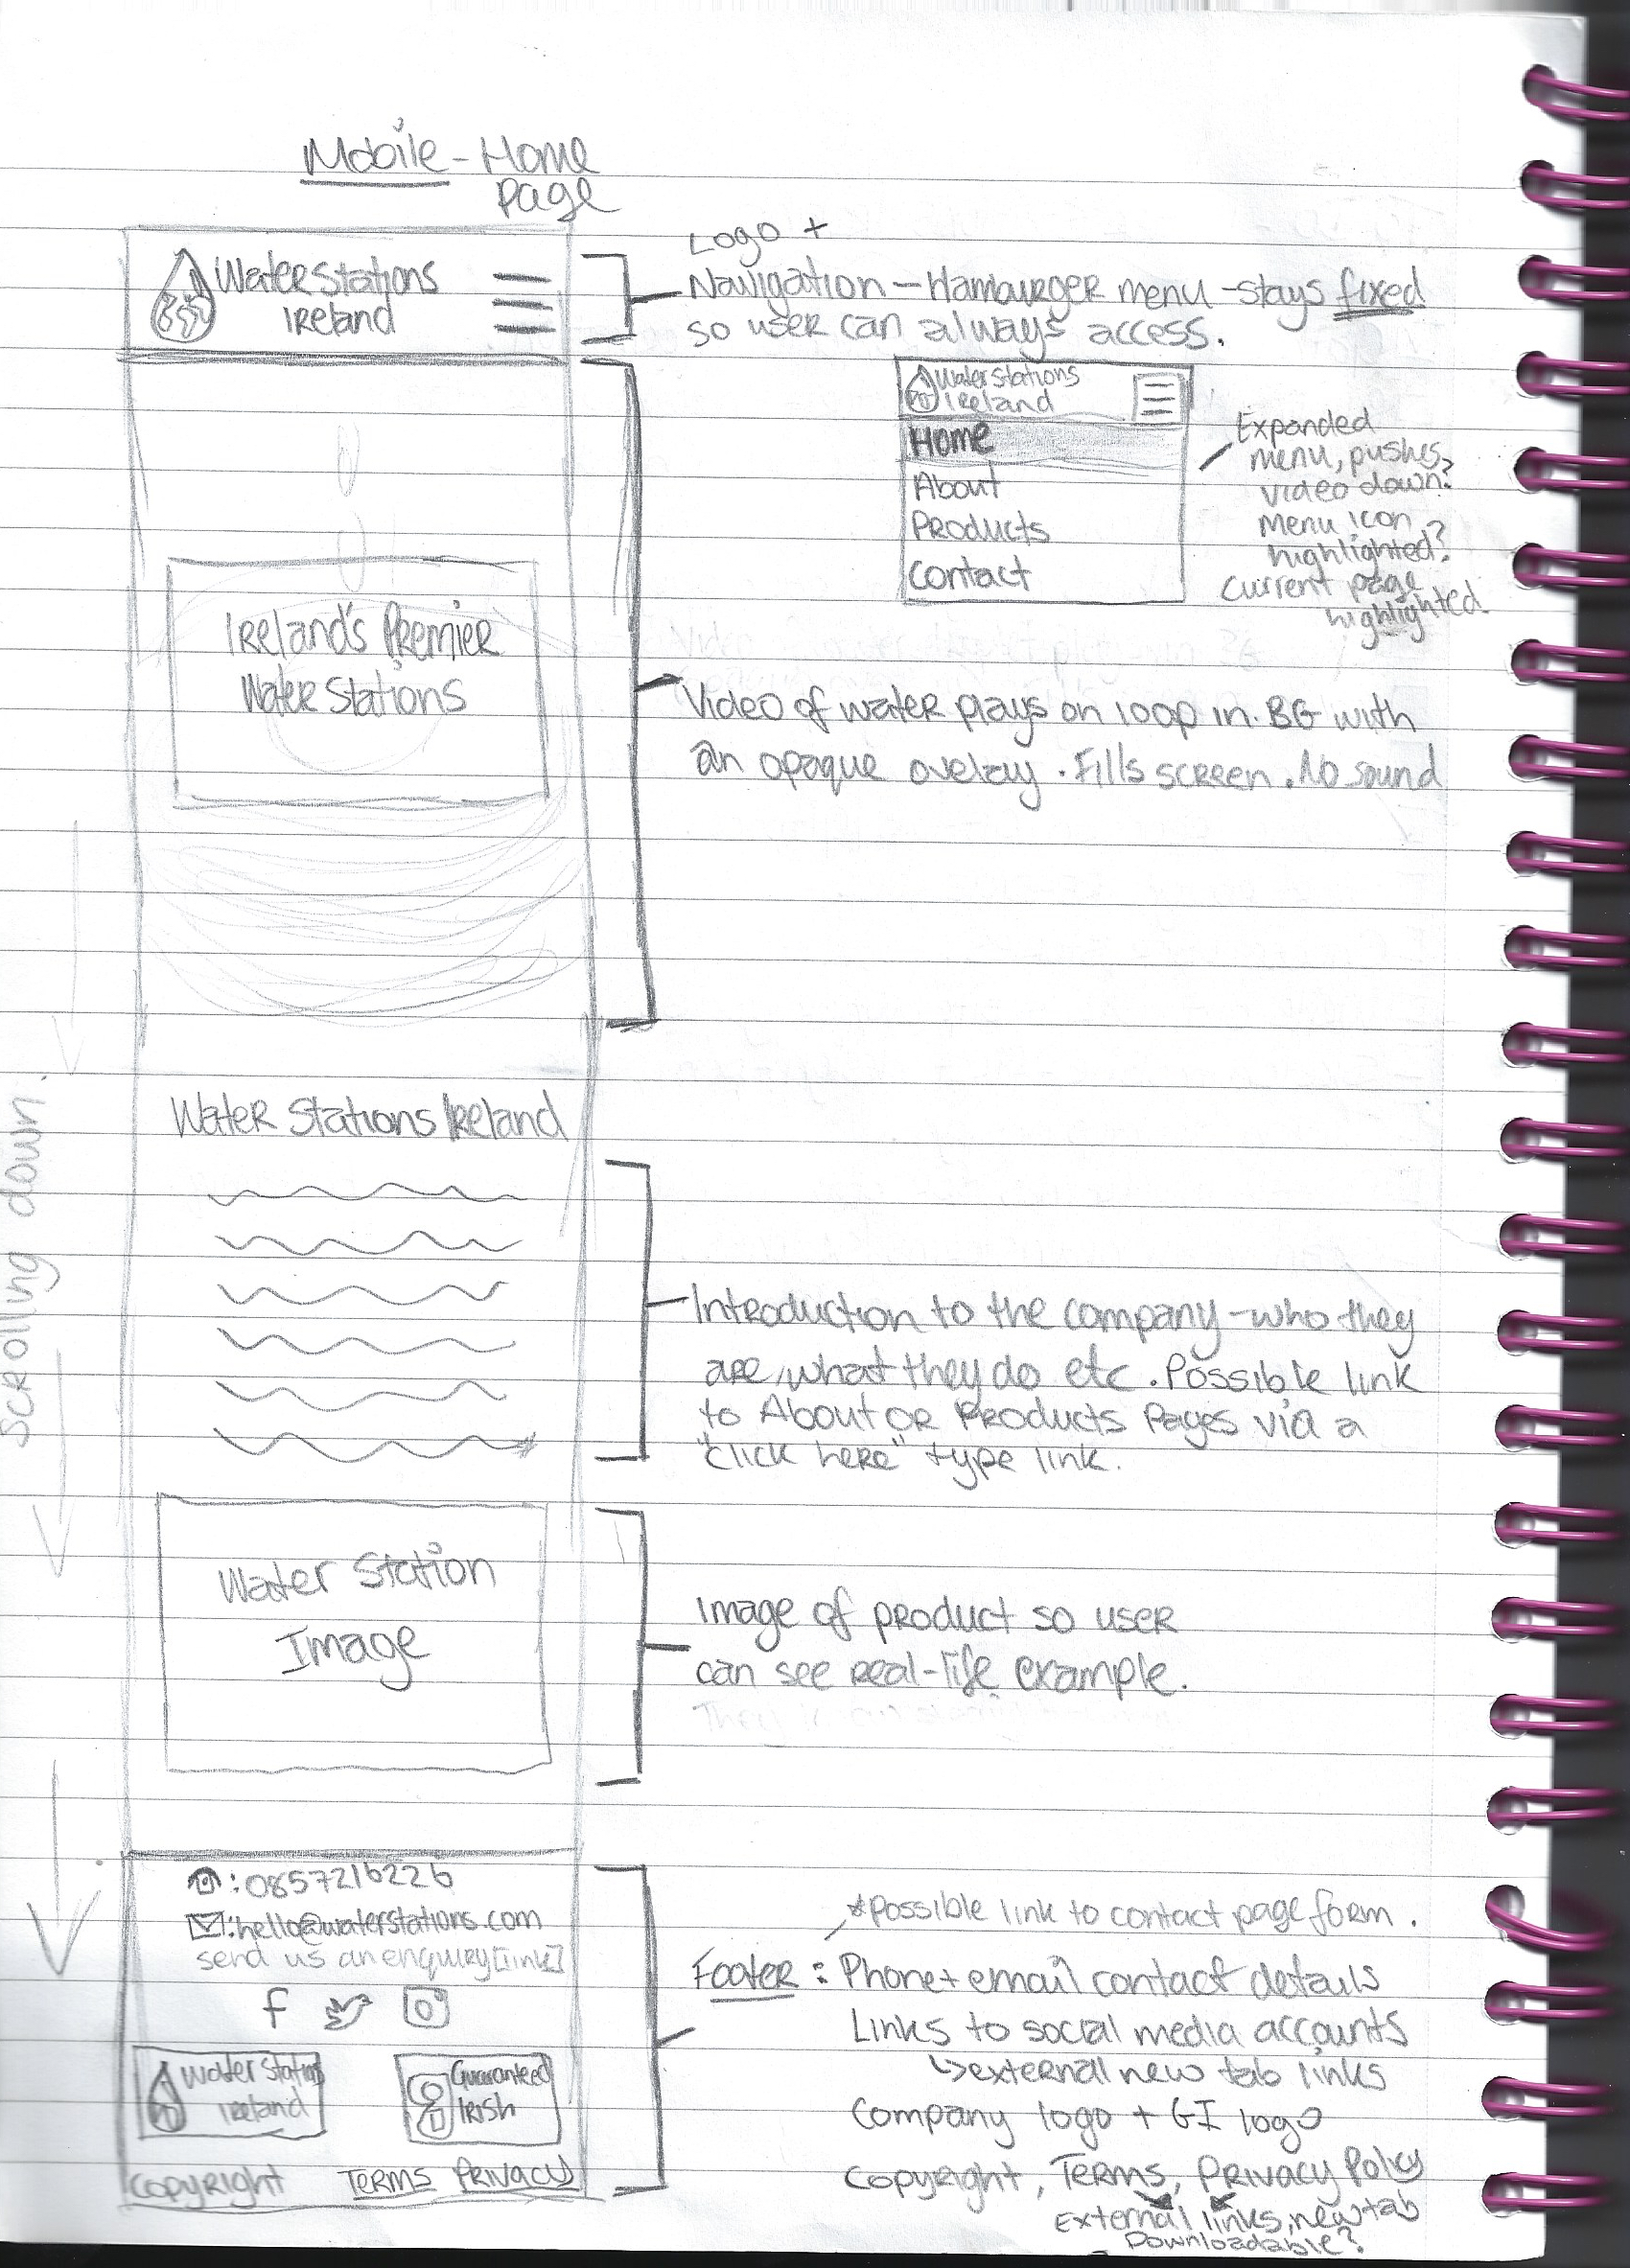 Mobile - Home
Page
Water Stations
Ireland
Logo +
Navigation - Hamburger menu - stays fixed
so user can always access.
Water Stations
Ireland
Home
About
Products
Contact
Expanded
menu, pushes
video down?
Menu icon
highlighted?
Current page
highlighted.
Ireland's Premier
Water Stations
Video of water plays on loop in BG with
an opaque overlay. Fills screen. No sound
Scrolling down.
Water Stations Ireland
Introduction to the company - who they
are, what they do etc. Possible link
to About or Products Pages via a
"click here" type link.
Water Station
Image
Image of product so user
can see real-life example.
: 0857216226
: hello@waterstations.com
send us an enquiry [link]
f
Water Stations
Ireland
Guaranteed
Irish
Copyright Terms Privacy
*Possible link to contact page form.
Footer : Phone + email contact details
Links to social media accounts
↳ external new tab links
Company logo + GI logo
Copyright, Terms, Privacy Policy
External links, new tab
Downloadable?